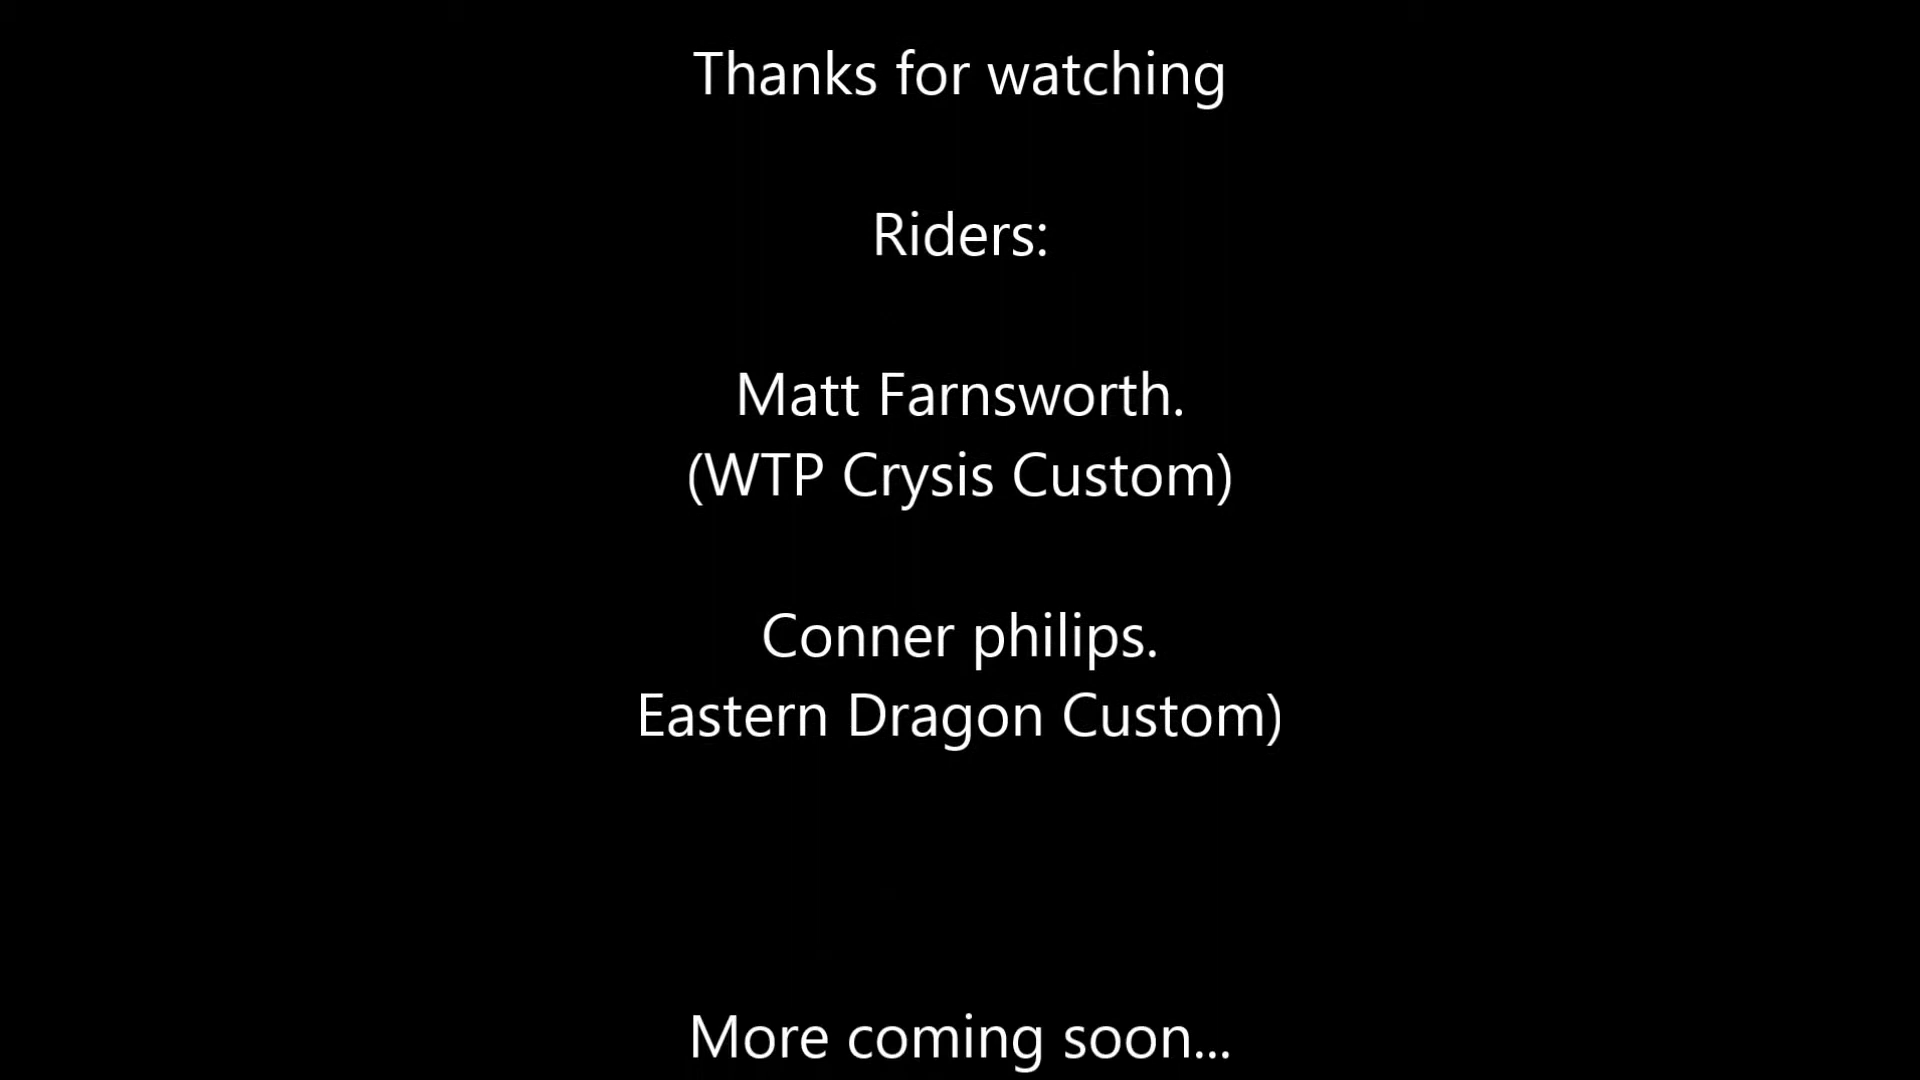 Thanks for watching
Riders:
Matt Farnsworth.
(WTP Crysis Custom)
Conner philips.
Eastern Dragon Custom)
More coming soon...